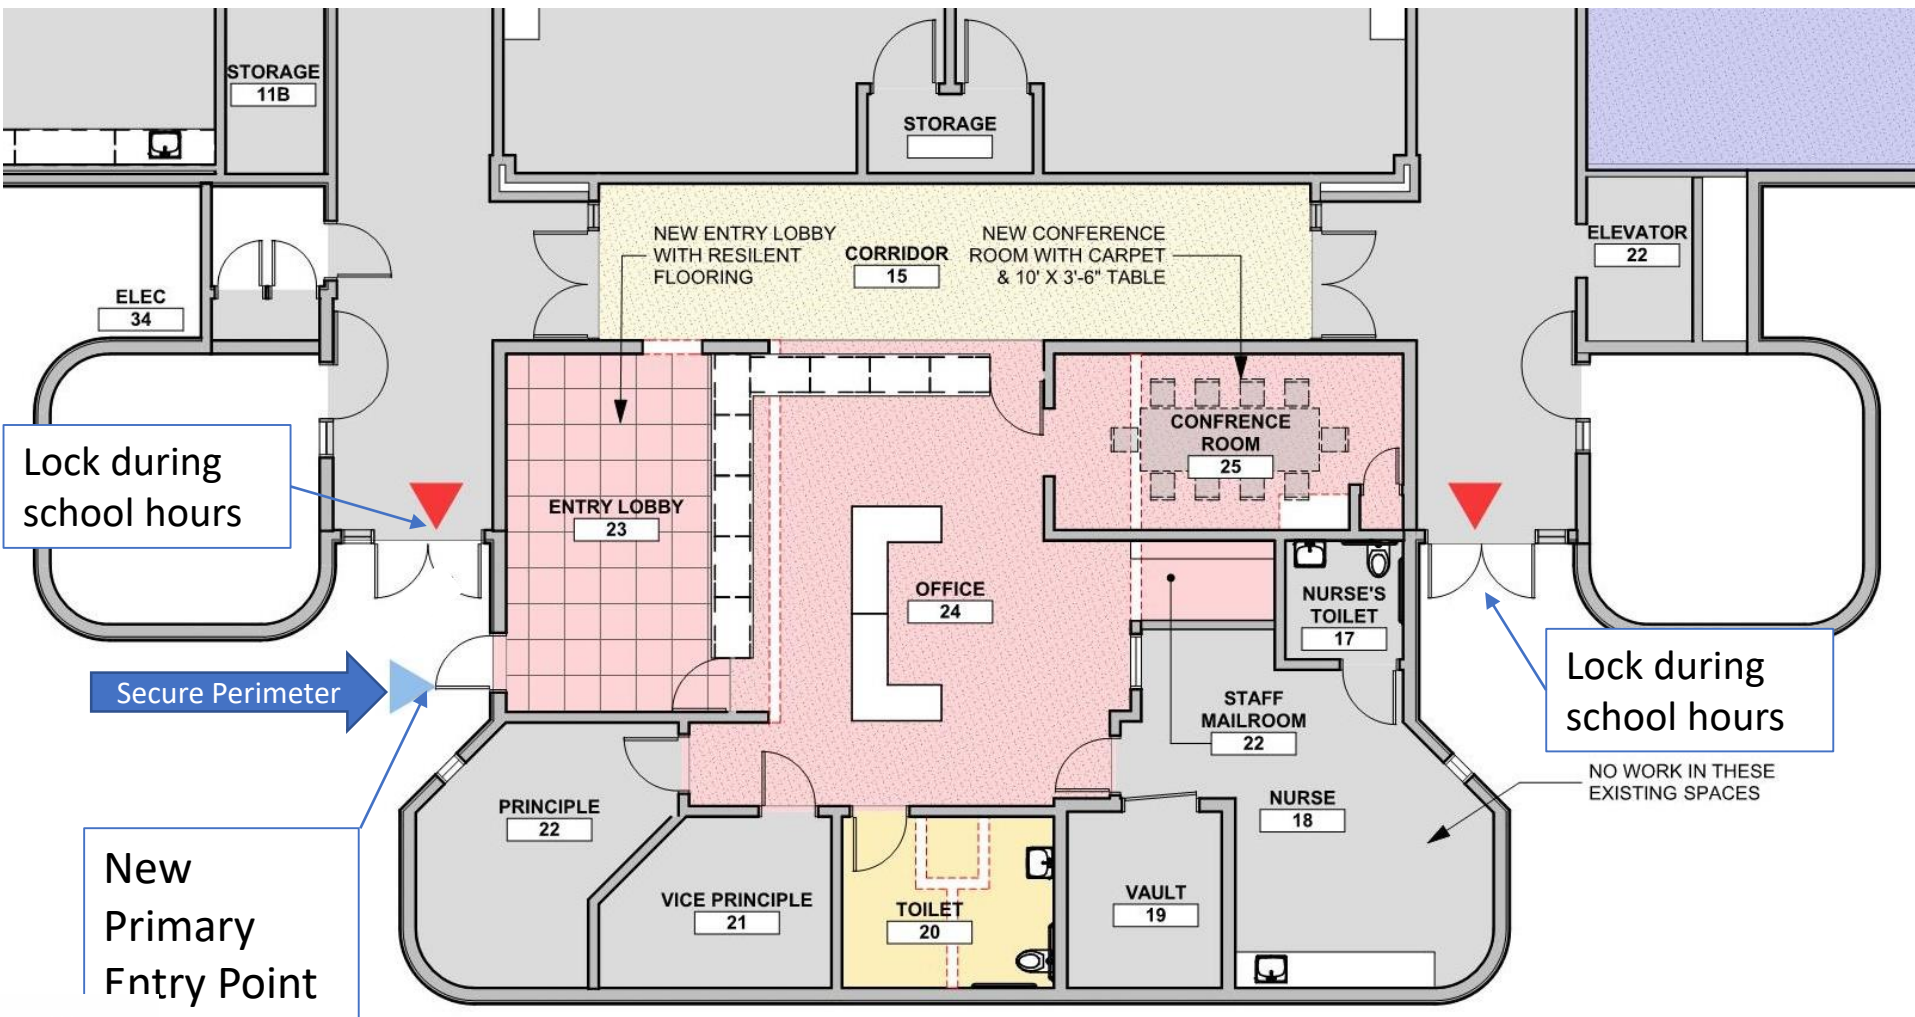 STORAGE
11B
STORAGE
NEW ENTRY LOBBY
WITH RESILENT
FLOORING
CORRIDOR
15
NEW CONFERENCE
ROOM WITH CARPET
& 10' X 3'-6" TABLE
ELEVATOR
22
ELEC
34
Lock during
school hours
ENTRY LOBBY
23
CONFRENCE
ROOM
25
OFFICE
24
NURSE'S
TOILET
17
Lock during
school hours
Secure Perimeter
STAFF
MAILROOM
22
NO WORK IN THESE
EXISTING SPACES
PRINCIPLE
22
NURSE
18
New
Primary
Entry Point
VICE PRINCIPLE
21
TOILET
20
VAULT
19